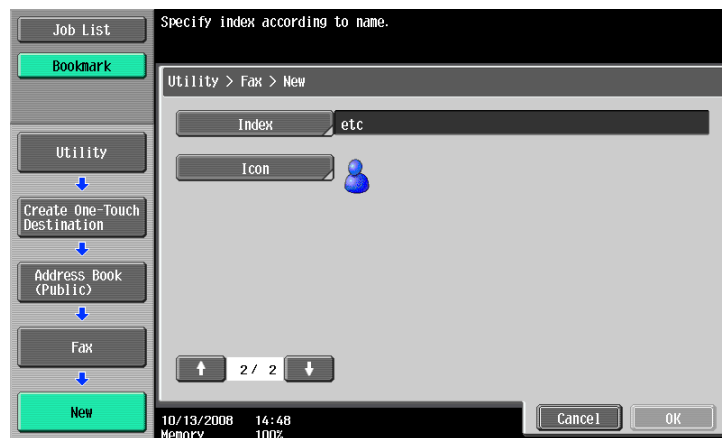 Job List
Bookmark
Utility
Create One-Touch
Destination
Address Book
(Public)
Fax
New
Specify index according to name.
Utility > Fax > New
Index
etc
Icon
2/ 2
Cancel
OK
10/13/2008 14:48
Memory 100%